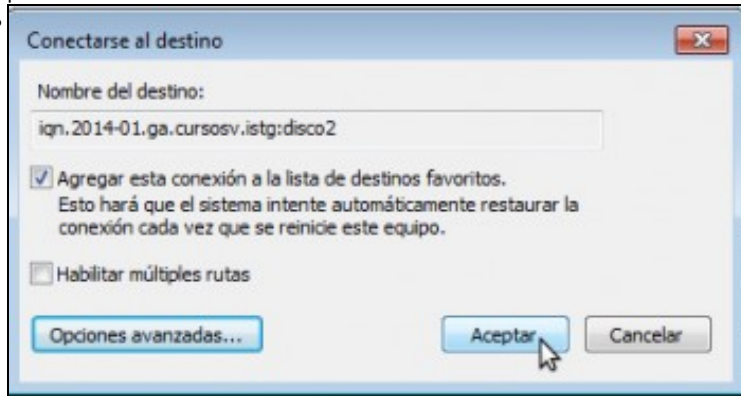 Conectarse al destino
Nombre del destino:
iqn.2014-01.ga.cursosv.istg:disco2
Agregar esta conexión a la lista de destinos favoritos.
Esto hará que el sistema intente automáticamente restaurar la
conexión cada vez que se reinicie este equipo.
Habilitar múltiples rutas
Opciones avanzadas...
Aceptar
Cancelar